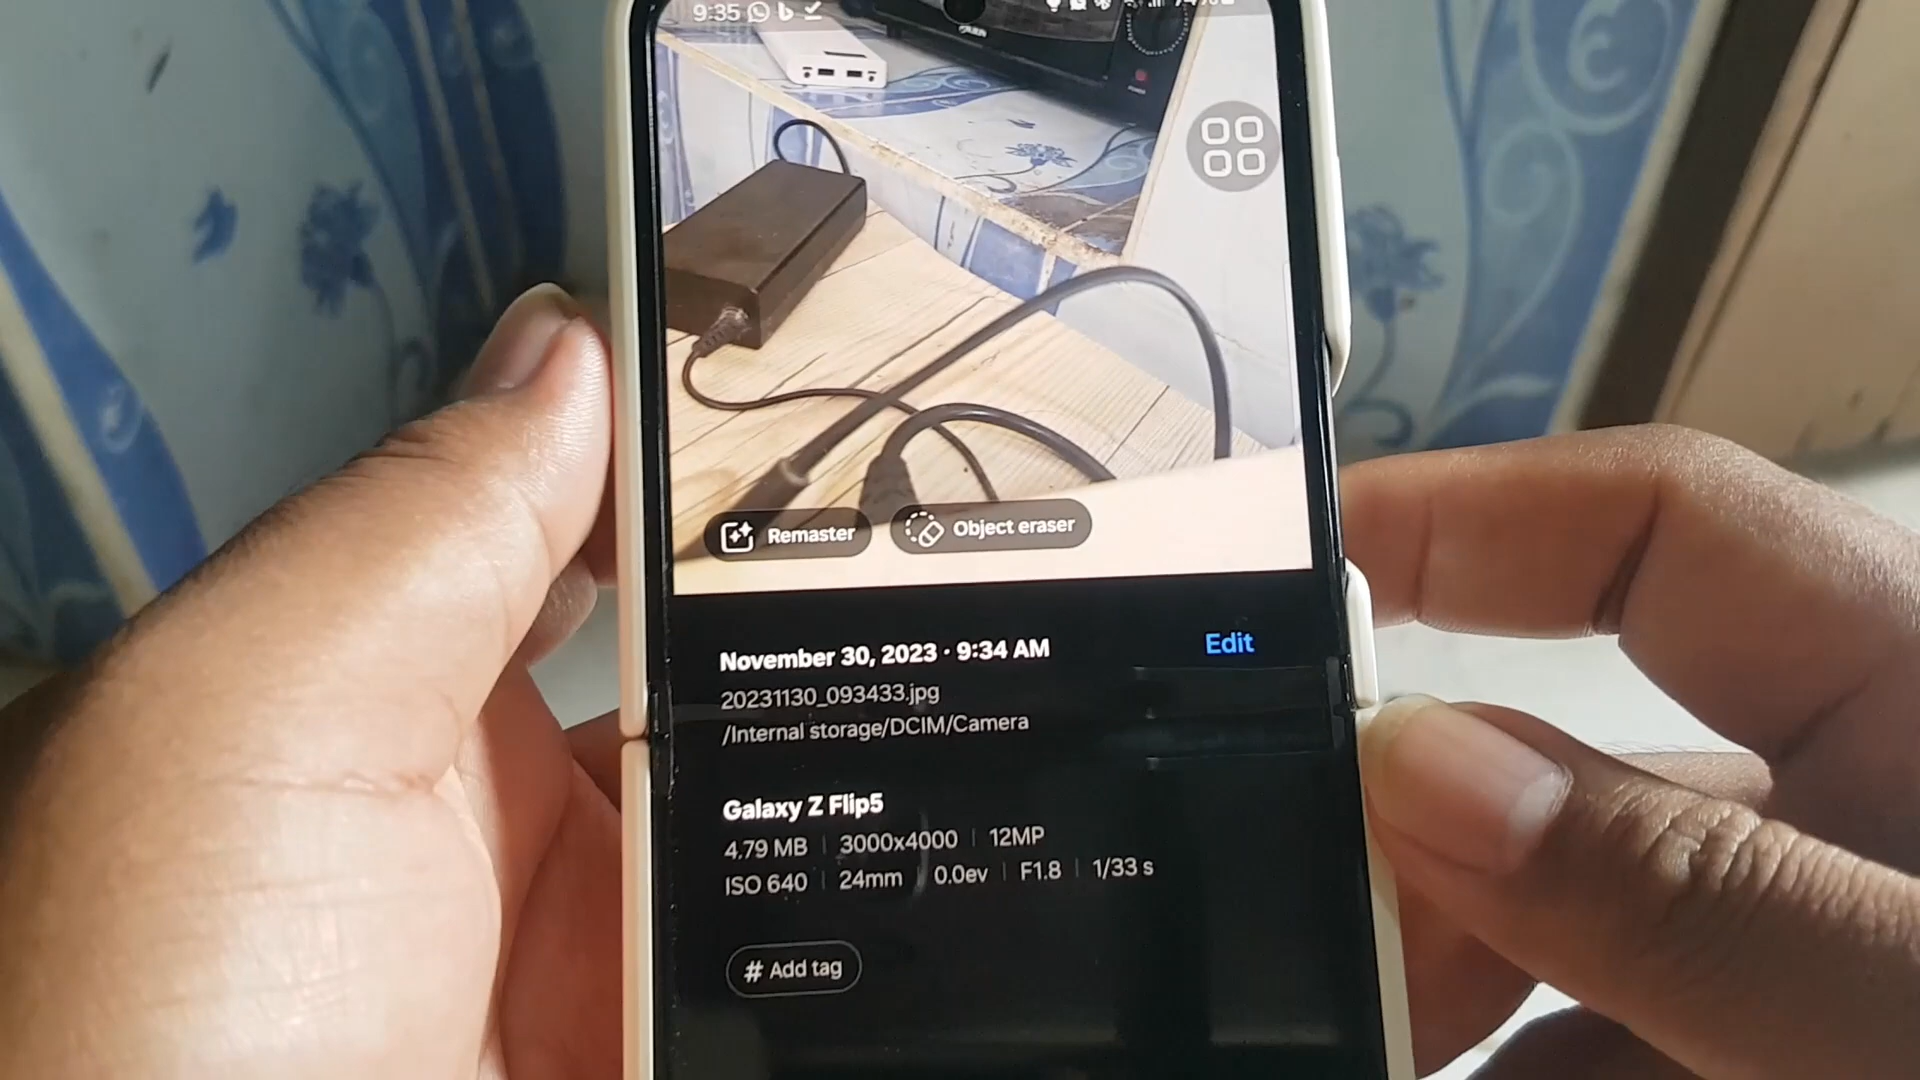 9:35
Remaster
Object eraser
November 30, 2023 · 9:34 AM
Edit
20231130_093433.jpg
/Internal storage/DCIM/Camera
Galaxy Z Flip5
4.79 MB | 3000x4000 | 12MP
ISO 640 | 24mm | 0.0ev | F1.8 | 1/33 s
# Add tag